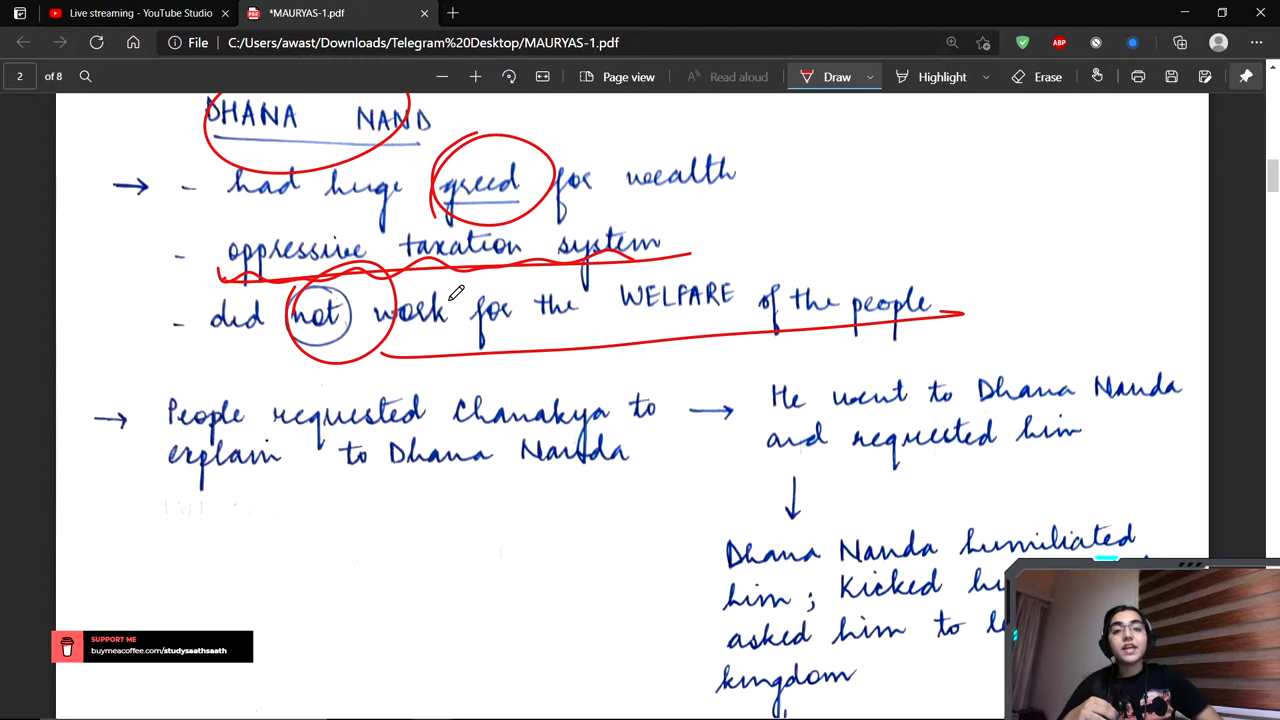 Live streaming - YouTube Studio
*MAURYAS-1.pdf
File
C:/Users/awast/Downloads/Telegram%20Desktop/MAURYAS-1.pdf
2 of 8
Page view
Read aloud
Draw
Highlight
Erase
ABP
PDF
DHANA NAND
→ - had huge greed for wealth
- oppressive taxation system
- did not work for the WELFARE of the people
→ People requested Chanakya to
explain to Dhana Nanda
→ He went to Dhana Nanda
and requested him
↓
Dhana Nanda humiliated
him; Kicked
asked him to
kingdom
SUPPORT ME
buymeacoffee.com/studysaathsaath